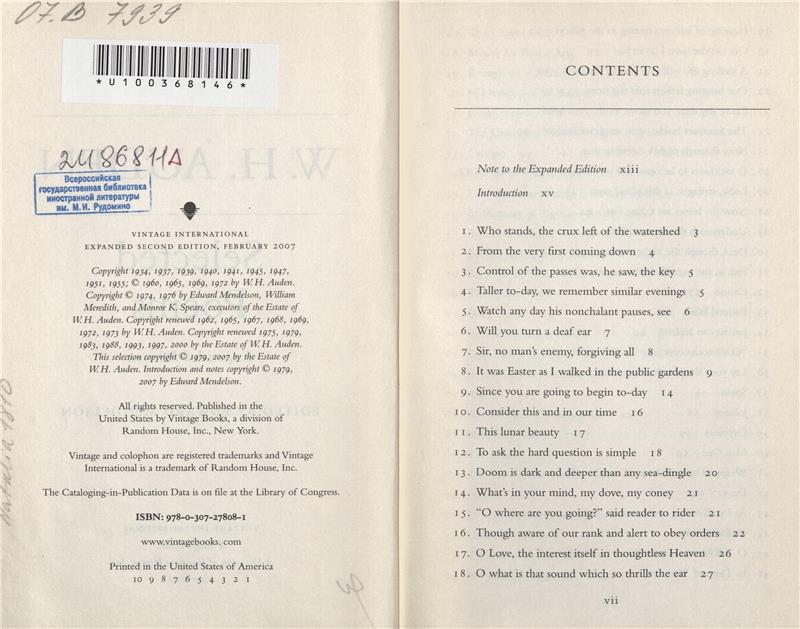 07.B 7939
*U100368146*
2486811
Всероссийская
государственная библиотека
иностранной литературы
им. М.И. Рудомино
VINTAGE INTERNATIONAL
EXPANDED SECOND EDITION, FEBRUARY 2007
Copyright 1934, 1937, 1939, 1940, 1941, 1945, 1947,
1951, 1955; © 1960, 1965, 1969, 1972 by W. H. Auden.
Copyright © 1974, 1976 by Edward Mendelson, William
Meredith, and Monroe K. Spears, executors of the Estate of
W. H. Auden. Copyright renewed 1962, 1965, 1967, 1968, 1969,
1972, 1973 by W. H. Auden. Copyright renewed 1975, 1979,
1983, 1988, 1993, 1997, 2000 by the Estate of W. H. Auden.
This selection copyright © 1979, 2007 by the Estate of
W. H. Auden. Introduction and notes copyright © 1979,
2007 by Edward Mendelson.
All rights reserved. Published in the
United States by Vintage Books, a division of
Random House, Inc., New York.
Vintage and colophon are registered trademarks and Vintage
International is a trademark of Random House, Inc.
The Cataloging-in-Publication Data is on file at the Library of Congress.
ISBN: 978-0-307-27808-1
www.vintagebooks.com
Printed in the United States of America
10 9 8 7 6 5 4 3 2 1
CONTENTS
Note to the Expanded Edition xiii
Introduction xv
1. Who stands, the crux left of the watershed 3
2. From the very first coming down 4
3. Control of the passes was, he saw, the key 5
4. Taller to-day, we remember similar evenings 5
5. Watch any day his nonchalant pauses, see 6
6. Will you turn a deaf ear 7
7. Sir, no man's enemy, forgiving all 8
8. It was Easter as I walked in the public gardens 9
9. Since you are going to begin to-day 14
10. Consider this and in our time 16
11. This lunar beauty 17
12. To ask the hard question is simple 18
13. Doom is dark and deeper than any sea-dingle 20
14. What's in your mind, my dove, my coney 21
15. "O where are you going?" said reader to rider 21
16. Though aware of our rank and alert to obey orders 22
17. O Love, the interest itself in thoughtless Heaven 26
18. O what is that sound which so thrills the ear 27
vii